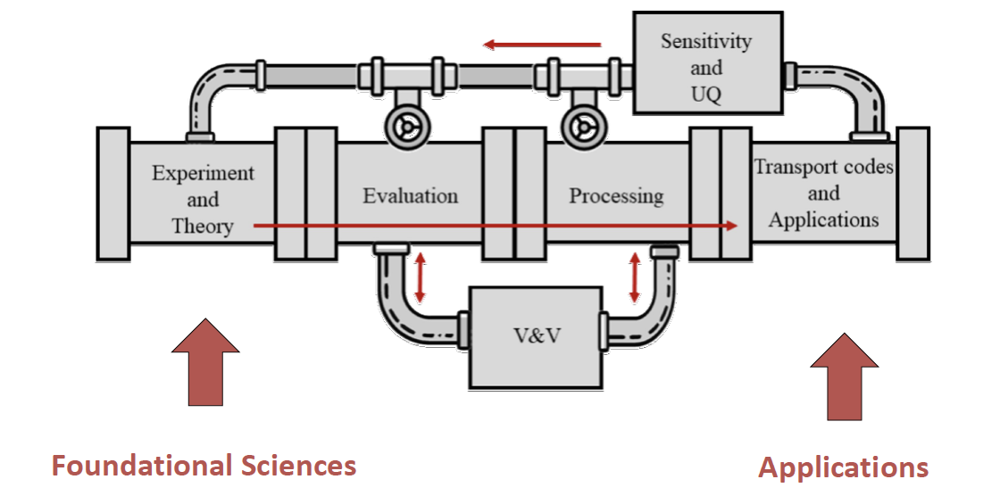 Sensitivity
and
UQ
Experiment
and
Theory
Evaluation
Processing
Transport codes
and
Applications
V&V
Foundational Sciences
Applications